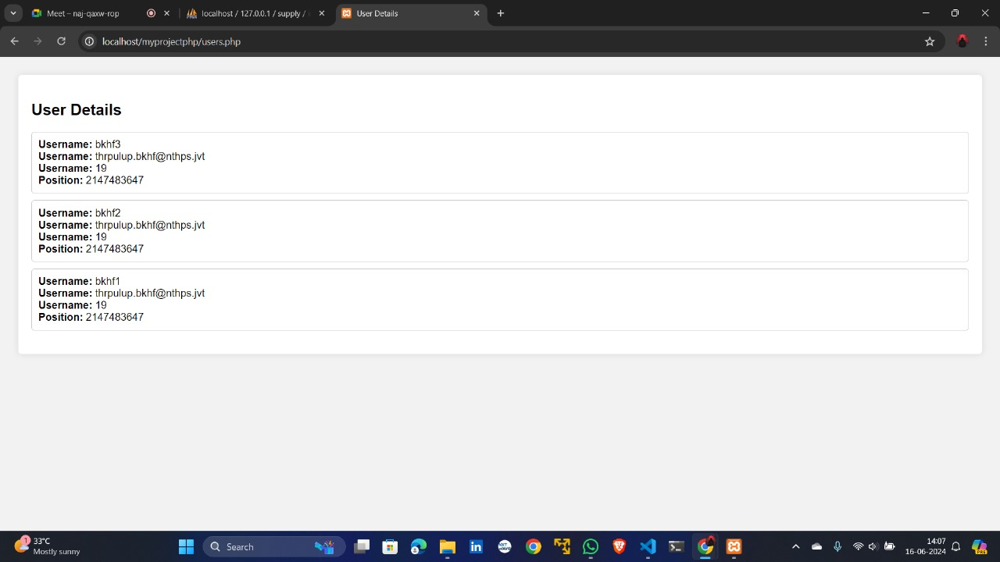 Meet – naj-qaxw-rop
localhost / 127.0.0.1 / supply /
User Details
localhost/myprojectphp/users.php
User Details
Username: bkhf3
Username: thrpulup.bkhf@nthps.jvt
Username: 19
Position: 2147483647
Username: bkhf2
Username: thrpulup.bkhf@nthps.jvt
Username: 19
Position: 2147483647
Username: bkhf1
Username: thrpulup.bkhf@nthps.jvt
Username: 19
Position: 2147483647
1
33°C
Mostly sunny
Search
14:07
16-06-2024